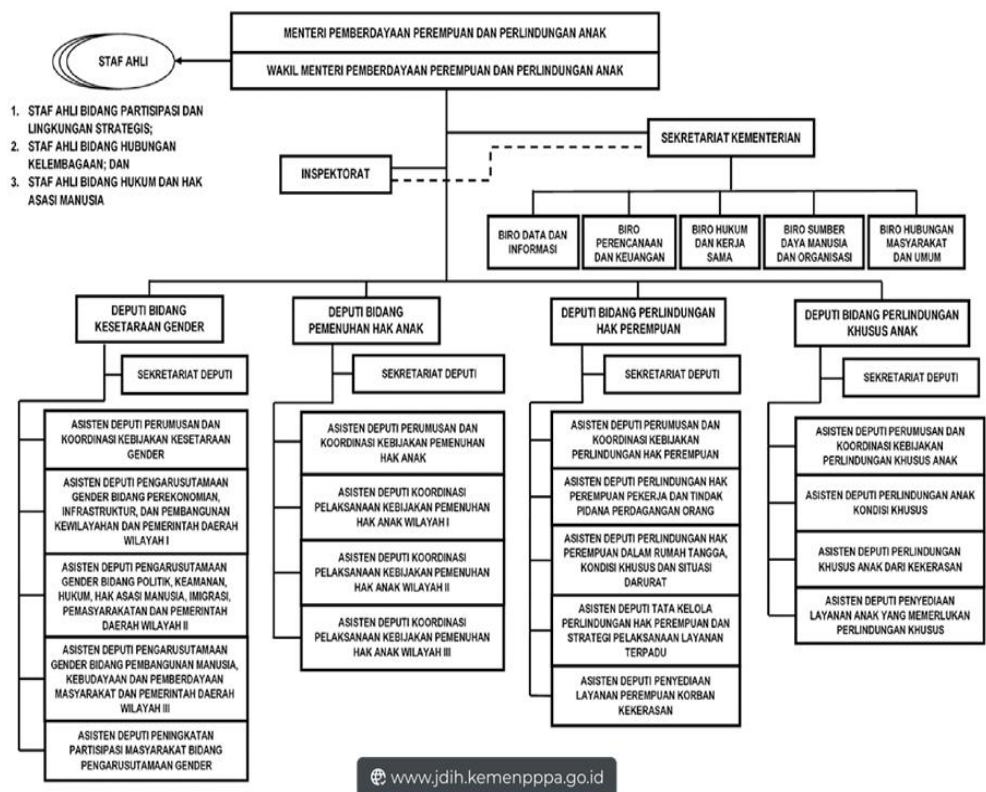 MENTERI PEMBERDAYAAN PEREMPUAN DAN PERLINDUNGAN ANAK
WAKIL MENTERI PEMBERDAYAAN PEREMPUAN DAN PERLINDUNGAN ANAK
STAF AHLI
1. STAF AHLI BIDANG PARTISIPASI DAN
LINGKUNGAN STRATEGIS;
2. STAF AHLI BIDANG HUBUNGAN
KELEMBAGAAN; DAN
3. STAF AHLI BIDANG HUKUM DAN HAK
ASASI MANUSIA
SEKRETARIAT KEMENTERIAN
INSPEKTORAT
BIRO DATA DAN
INFORMASI
BIRO
PERENCANAAN
DAN KEUANGAN
BIRO HUKUM
DAN KERJA
SAMA
BIRO SUMBER
DAYA MANUSIA
DAN ORGANISASI
BIRO HUBUNGAN
MASYARAKAT
DAN UMUM
DEPUTI BIDANG
KESETARAAN GENDER
SEKRETARIAT DEPUTI
ASISTEN DEPUTI PERUMUSAN DAN
KOORDINASI KEBIJAKAN KESETARAAN
GENDER
ASISTEN DEPUTI PENGARUSUTAMAAN
GENDER BIDANG PEREKONOMIAN,
INFRASTRUKTUR, DAN PEMBANGUNAN
KEWILAYAHAN DAN PEMERINTAH DAERAH
WILAYAH I
ASISTEN DEPUTI PENGARUSUTAMAAN
GENDER BIDANG POLITIK, KEAMANAN,
HUKUM, HAK ASASI MANUSIA, IMIGRASI,
PEMASYARAKATAN DAN PEMERINTAH
DAERAH WILAYAH II
ASISTEN DEPUTI PENGARUSUTAMAAN
GENDER BIDANG PEMBANGUNAN MANUSIA,
KEBUDAYAAN DAN PEMBERDAYAAN
MASYARAKAT DAN PEMERINTAH DAERAH
WILAYAH III
ASISTEN DEPUTI PENINGKATAN
PARTISIPASI MASYARAKAT BIDANG
PENGARUSUTAMAAN GENDER
DEPUTI BIDANG
PEMENUHAN HAK ANAK
SEKRETARIAT DEPUTI
ASISTEN DEPUTI PERUMUSAN DAN
KOORDINASI KEBIJAKAN PEMENUHAN
HAK ANAK
ASISTEN DEPUTI KOORDINASI
PELAKSANAAN KEBIJAKAN PEMENUHAN
HAK ANAK WILAYAH I
ASISTEN DEPUTI KOORDINASI
PELAKSANAAN KEBIJAKAN PEMENUHAN
HAK ANAK WILAYAH II
ASISTEN DEPUTI KOORDINASI
PELAKSANAAN KEBIJAKAN PEMENUHAN
HAK ANAK WILAYAH III
DEPUTI BIDANG PERLINDUNGAN
HAK PEREMPUAN
SEKRETARIAT DEPUTI
ASISTEN DEPUTI PERUMUSAN DAN
KOORDINASI KEBIJAKAN
PERLINDUNGAN HAK PEREMPUAN
ASISTEN DEPUTI PERLINDUNGAN HAK
PEREMPUAN PEKERJA DAN TINDAK
PIDANA PERDAGANGAN ORANG
ASISTEN DEPUTI PERLINDUNGAN HAK
PEREMPUAN DALAM RUMAH TANGGA,
KONDISI KHUSUS DAN SITUASI
DARURAT
ASISTEN DEPUTI TATA KELOLA
PERLINDUNGAN HAK PEREMPUAN DAN
STRATEGI PELAKSANAAN LAYANAN
TERPADU
ASISTEN DEPUTI PENYEDIAAN
LAYANAN PEREMPUAN KORBAN
KEKERASAN
DEPUTI BIDANG PERLINDUNGAN
KHUSUS ANAK
SEKRETARIAT DEPUTI
ASISTEN DEPUTI PERUMUSAN DAN
KOORDINASI KEBIJAKAN
PERLINDUNGAN KHUSUS ANAK
ASISTEN DEPUTI PERLINDUNGAN ANAK
KONDISI KHUSUS
ASISTEN DEPUTI PERLINDUNGAN
KHUSUS ANAK DARI KEKERASAN
ASISTEN DEPUTI PENYEDIAAN
LAYANAN ANAK YANG MEMERLUKAN
PERLINDUNGAN KHUSUS
www.jdih.kemenpppa.go.id